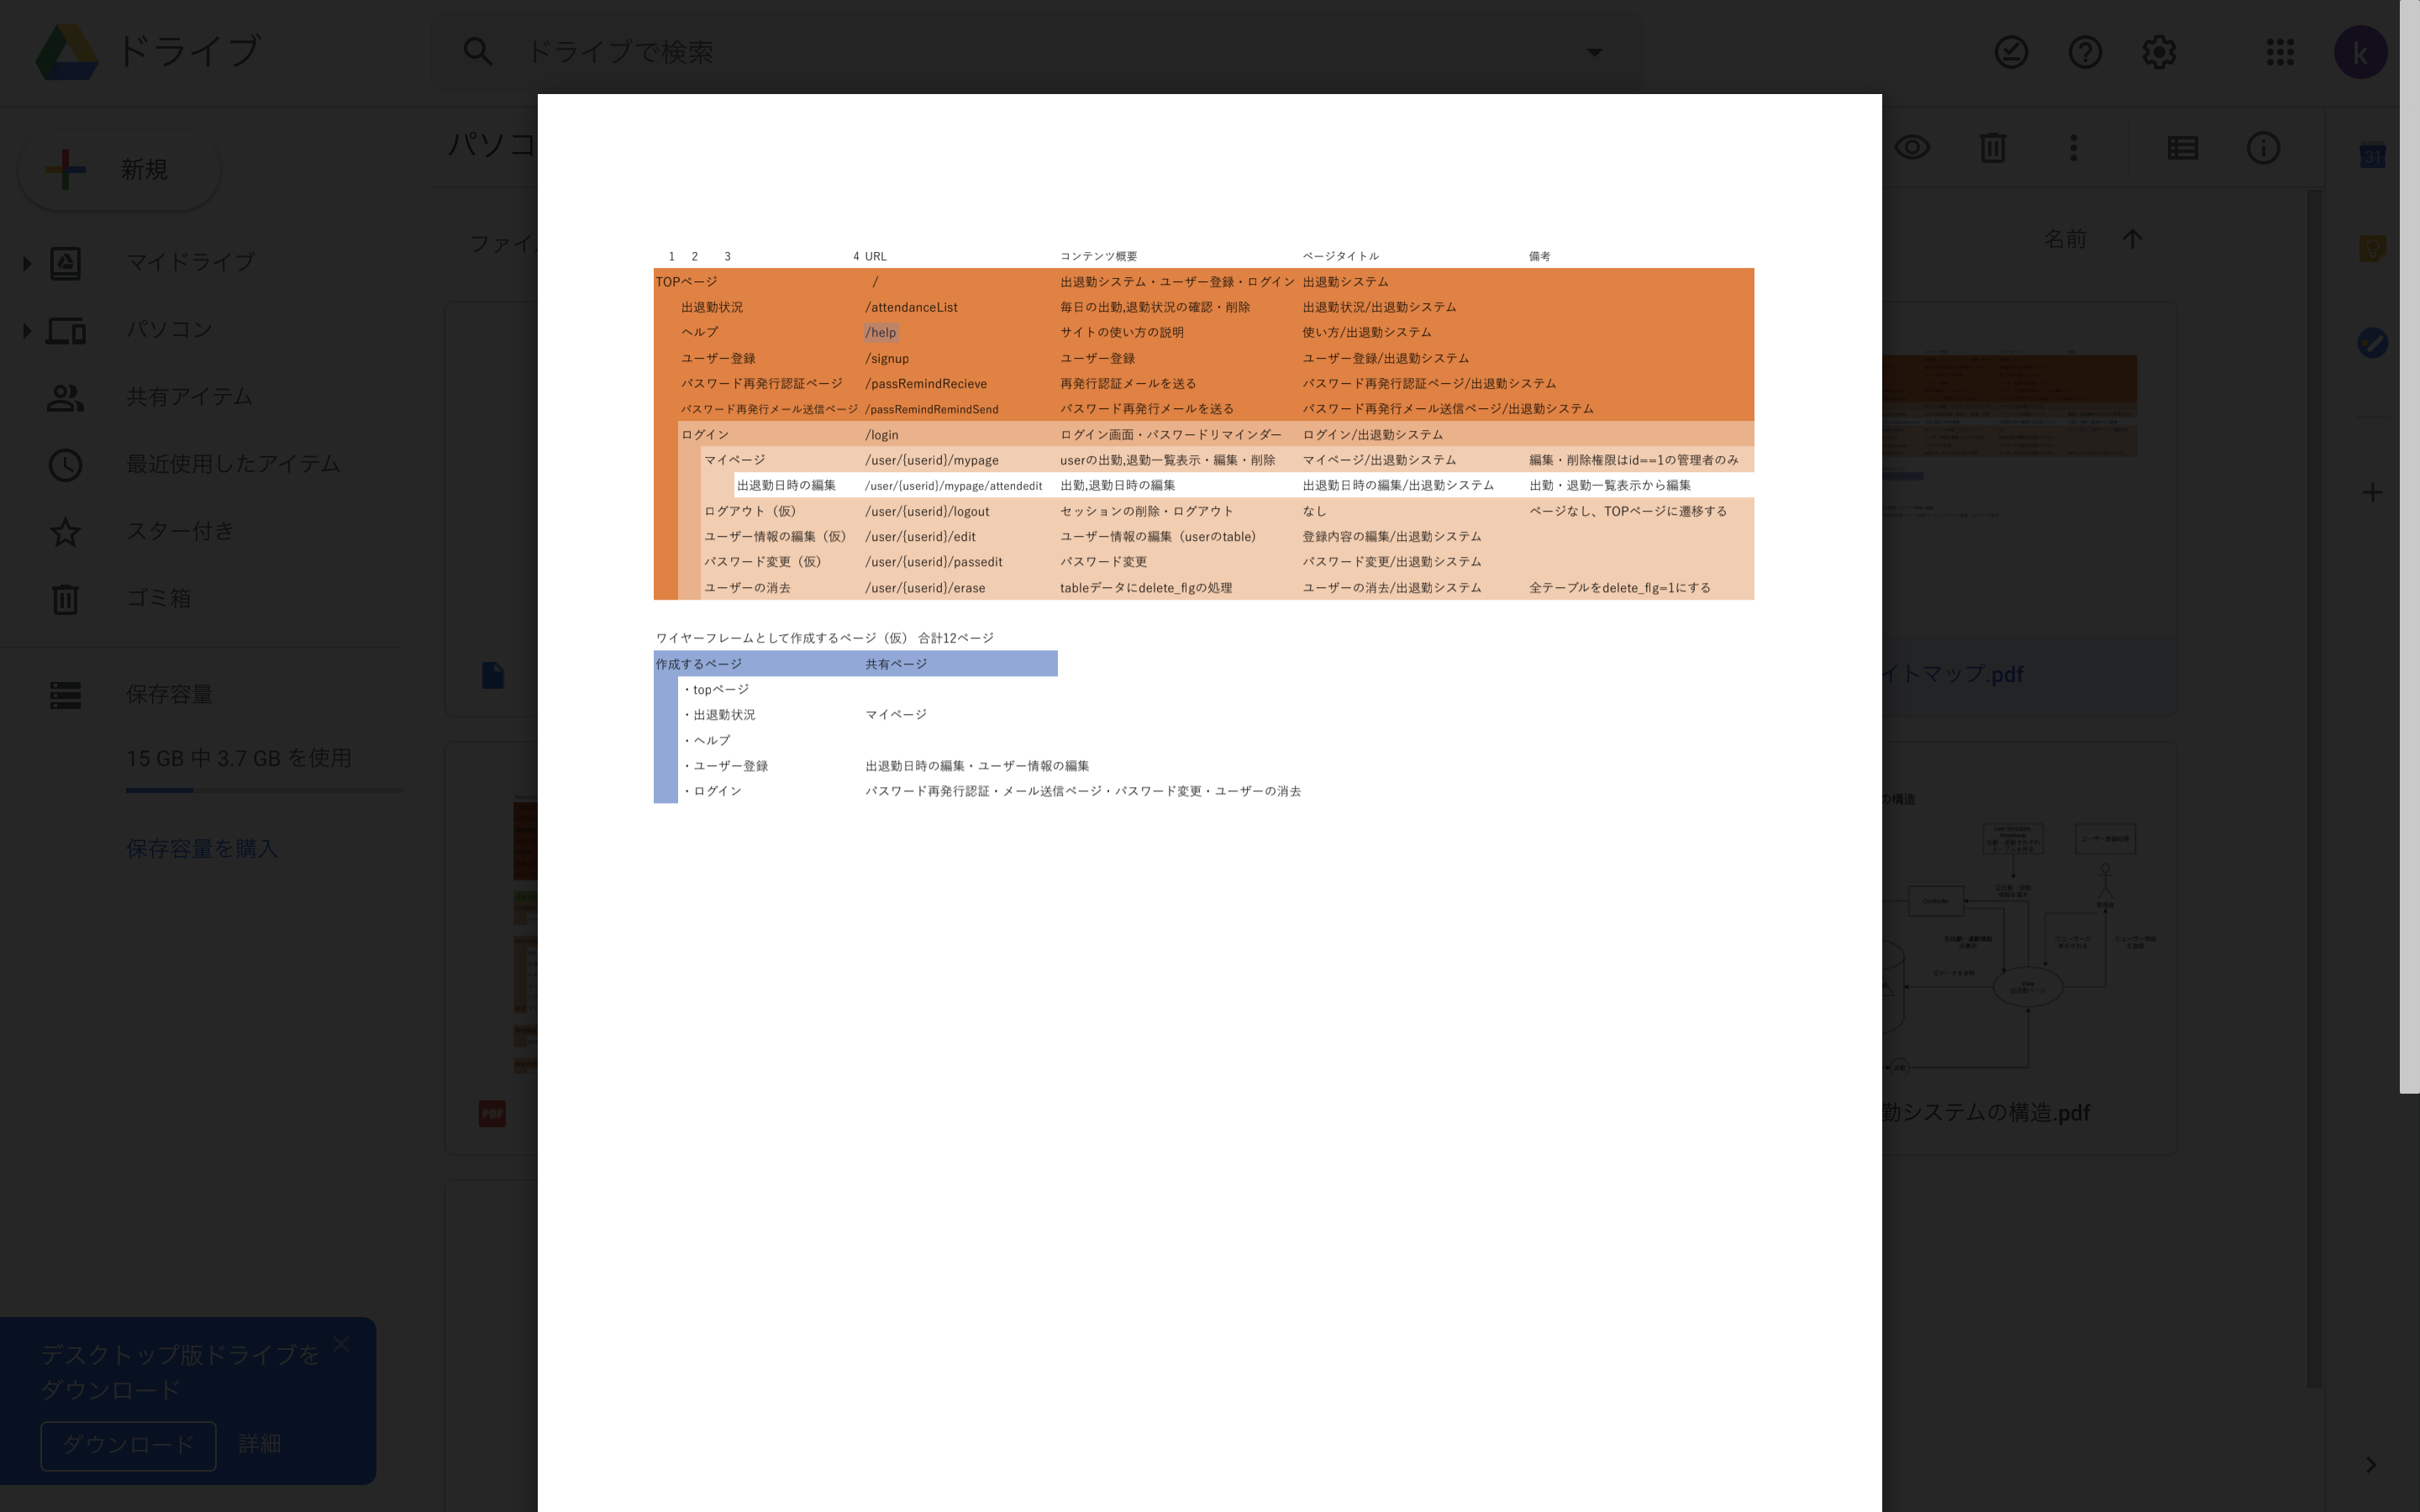 ドライブ
ドライブで検索
k
新規
パソコ
31
マイドライブ
パソコン
共有アイテム
最近使用したアイテム
スター付き
ゴミ箱
保存容量
15 GB 中 3.7 GB を使用
保存容量を購入
デスクトップ版ドライブを
ダウンロード
ダウンロード 詳細
ファイ
名前
1 2 3 4 URL コンテンツ概要 ページタイトル 備考
TOPページ / 出退勤システム・ユーザー登録・ログイン 出退勤システム
出退勤状況 /attendanceList 毎日の出勤,退勤状況の確認・削除 出退勤状況/出退勤システム
ヘルプ /help サイトの使い方の説明 使い方/出退勤システム
ユーザー登録 /signup ユーザー登録 ユーザー登録/出退勤システム
パスワード再発行認証ページ /passRemindRecieve 再発行認証メールを送る パスワード再発行認証ページ/出退勤システム
パスワード再発行メール送信ページ /passRemindRemindSend パスワード再発行メールを送る パスワード再発行メール送信ページ/出退勤システム
ログイン /login ログイン画面・パスワードリマインダー ログイン/出退勤システム
マイページ /user/{userid}/mypage userの出勤,退勤一覧表示・編集・削除 マイページ/出退勤システム 編集・削除権限はid==1の管理者のみ
出退勤日時の編集 /user/{userid}/mypage/attendedit 出勤,退勤日時の編集 出退勤日時の編集/出退勤システム 出勤・退勤一覧表示から編集
ログアウト（仮） /user/{userid}/logout セッションの削除・ログアウト なし ページなし、TOPページに遷移する
ユーザー情報の編集（仮） /user/{userid}/edit ユーザー情報の編集（userのtable） 登録内容の編集/出退勤システム
パスワード変更（仮） /user/{userid}/passedit パスワード変更 パスワード変更/出退勤システム
ユーザーの消去 /user/{userid}/erase tableデータにdelete_flgの処理 ユーザーの消去/出退勤システム 全テーブルをdelete_flg=1にする
ワイヤーフレームとして作成するページ（仮） 合計12ページ
作成するページ 共有ページ
・topページ
・出退勤状況 マイページ
・ヘルプ
・ユーザー登録 出退勤日時の編集・ユーザー情報の編集
・ログイン パスワード再発行認証・メール送信ページ・パスワード変更・ユーザーの消去
イトマップ.pdf
の構造
Controller
View
PDF
勤システムの構造.pdf